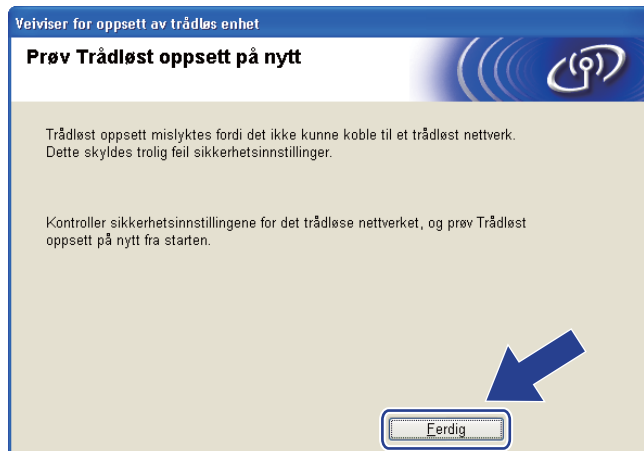 Veiviser for oppsett av trådløs enhet
Prøv Trådløst oppsett på nytt
Trådløst oppsett mislyktes fordi det ikke kunne koble til et trådløst nettverk.
Dette skyldes trolig feil sikkerhetsinnstillinger.
Kontroller sikkerhetsinnstillingene for det trådløse nettverket, og prøv Trådløst
oppsett på nytt fra starten.
Ferdig